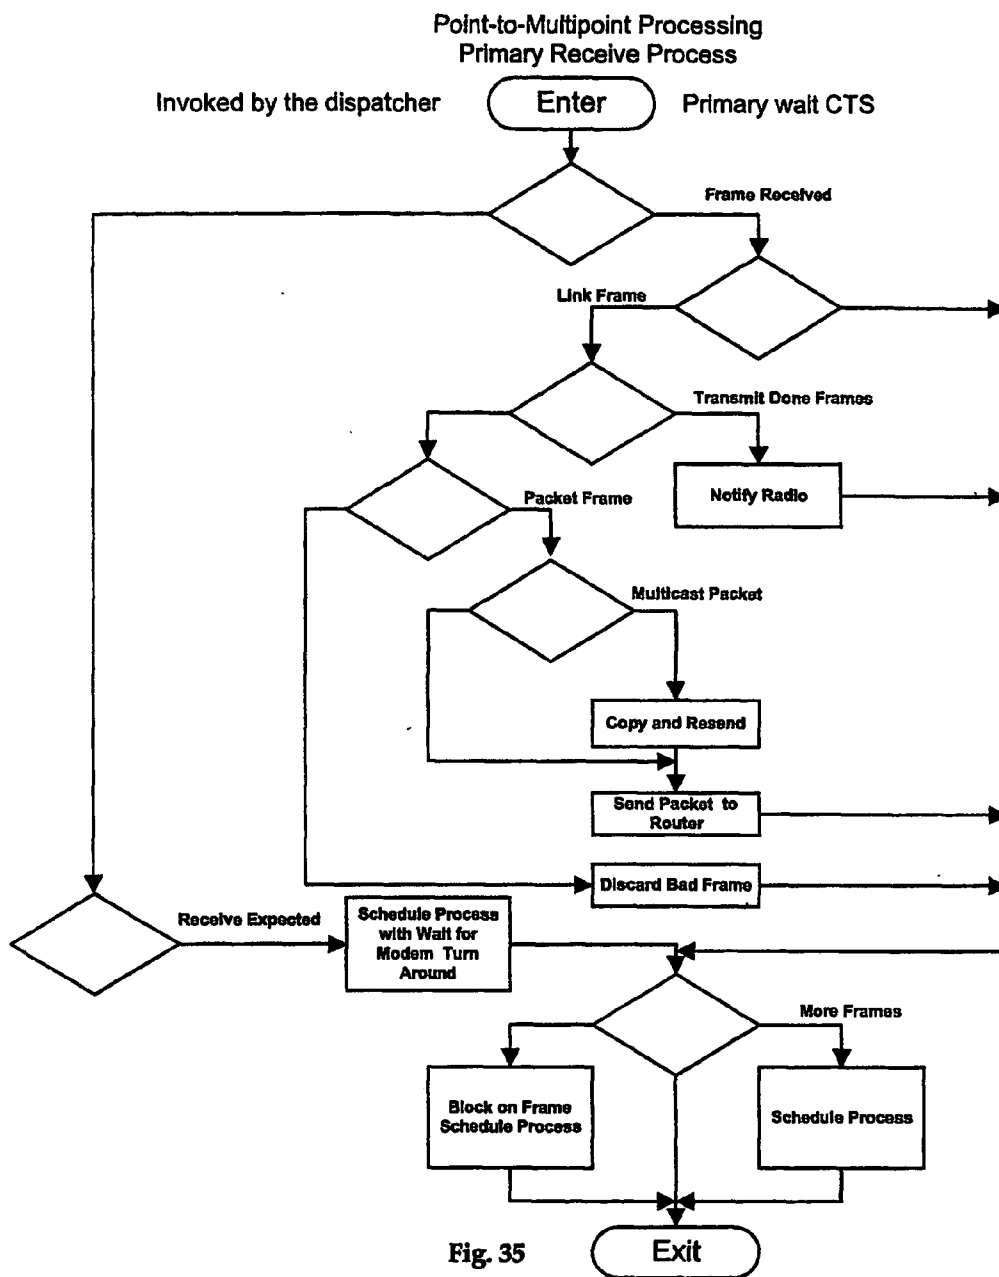 Point-to-Multipoint Processing
Primary Receive Process
Invoked by the dispatcher
Enter
Primary wait CTS
Frame Received
Link Frame
Transmit Done Frames
Notify Radio
Packet Frame
Multicast Packet
Copy and Resend
Send Packet to
Router
Discard Bad Frame
Receive Expected
Schedule Process
with Wait for
Modem Turn
Around
More Frames
Block on Frame
Schedule Process
Schedule Process
Fig. 35
Exit